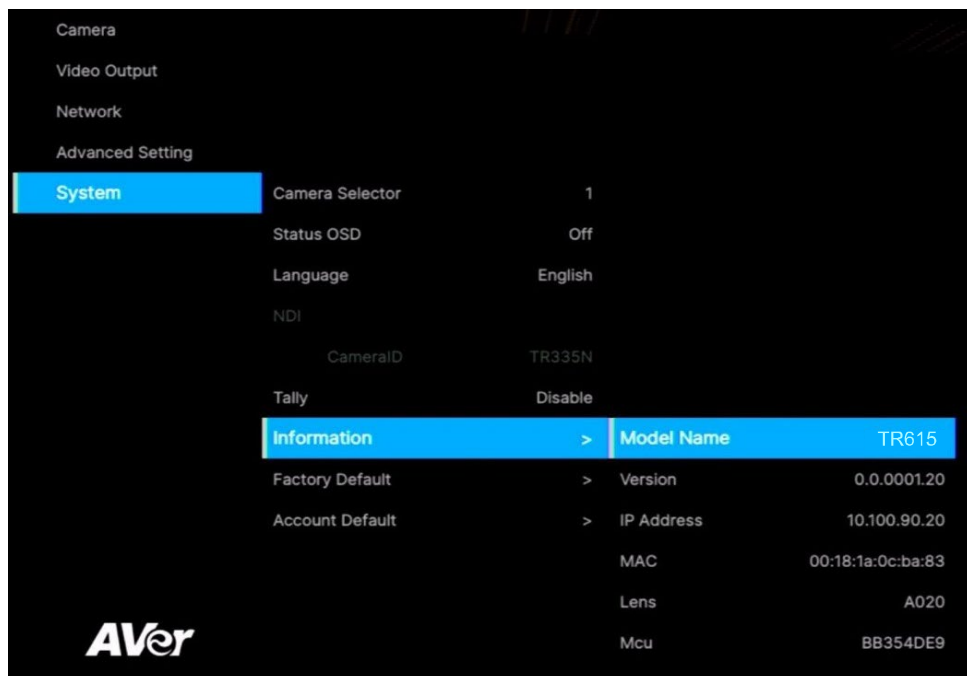 Camera
Video Output
Network
Advanced Setting
System
Camera Selector 1
Status OSD Off
Language English
NDI
CameraID TR335N
Tally Disable
Information >
Factory Default >
Account Default >
Model Name TR615
Version 0.0.0001.20
IP Address 10.100.90.20
MAC 00:18:1a:0c:ba:83
Lens A020
Mcu BB354DE9
AVer